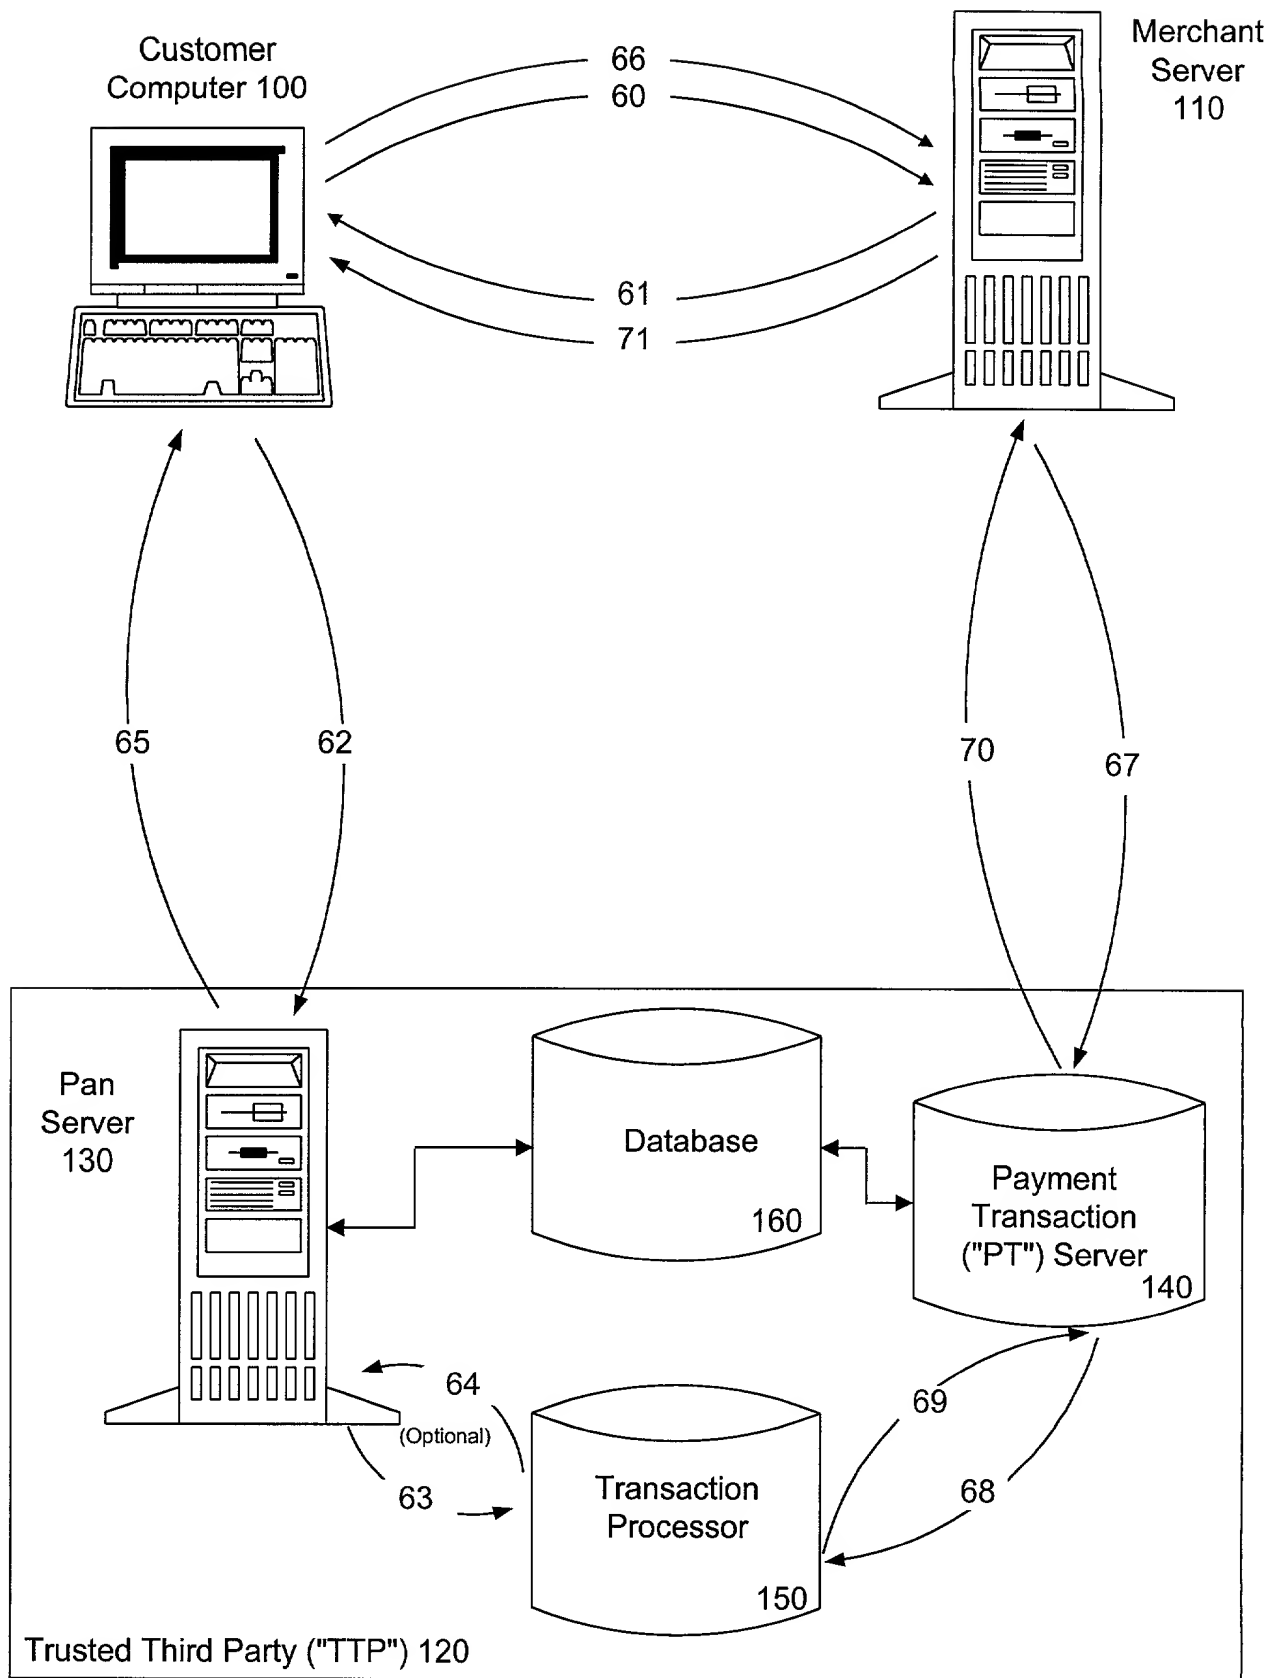 Customer
Computer 100
Merchant
Server
110
66
60
61
71
65
62
70
67
Pan
Server
130
Database
160
Payment
Transaction
("PT") Server
140
64
(Optional)
63
69
68
Transaction
Processor
150
Trusted Third Party ("TTP") 120